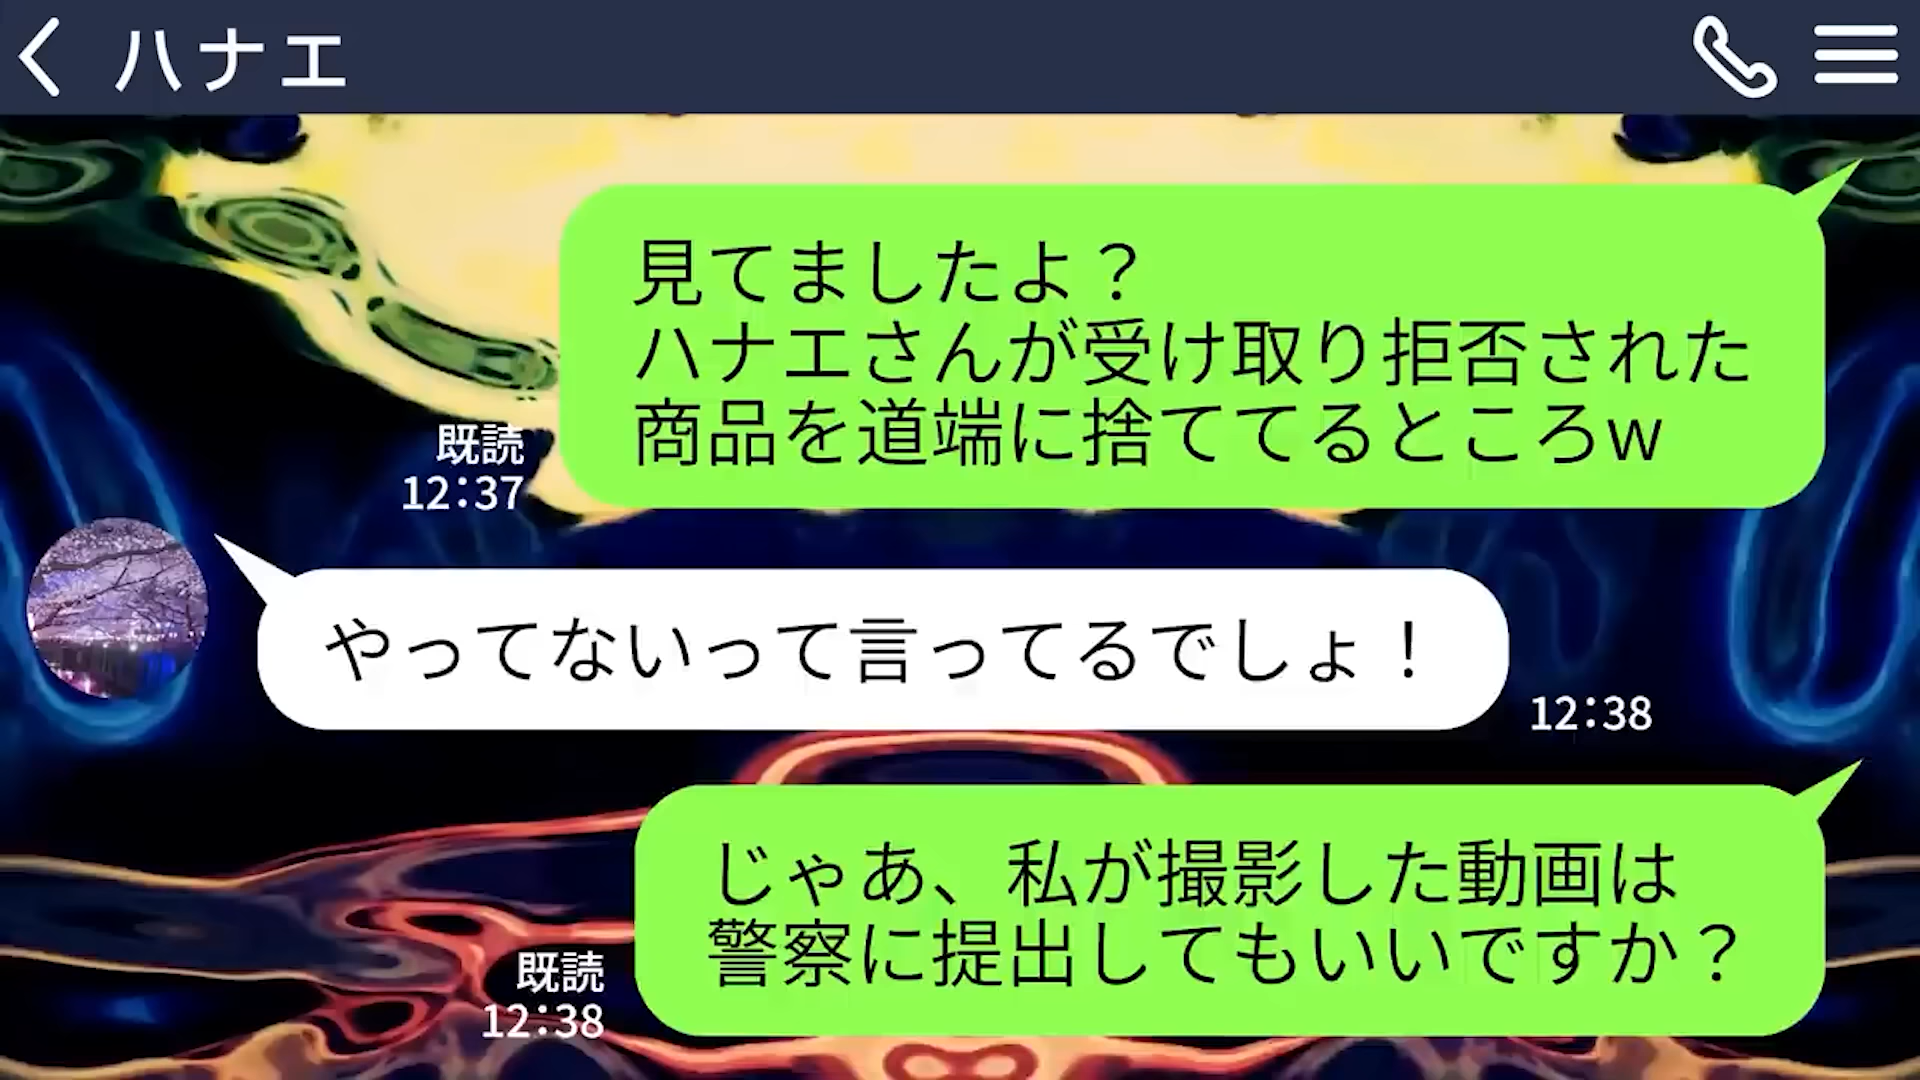 ハナエ
見てましたよ？
ハナエさんが受け取り拒否された
商品を道端に捨ててるところw
既読
12:37
やってないって言ってるでしょ！
12:38
じゃあ、私が撮影した動画は
警察に提出してもいいですか？
既読
12:38